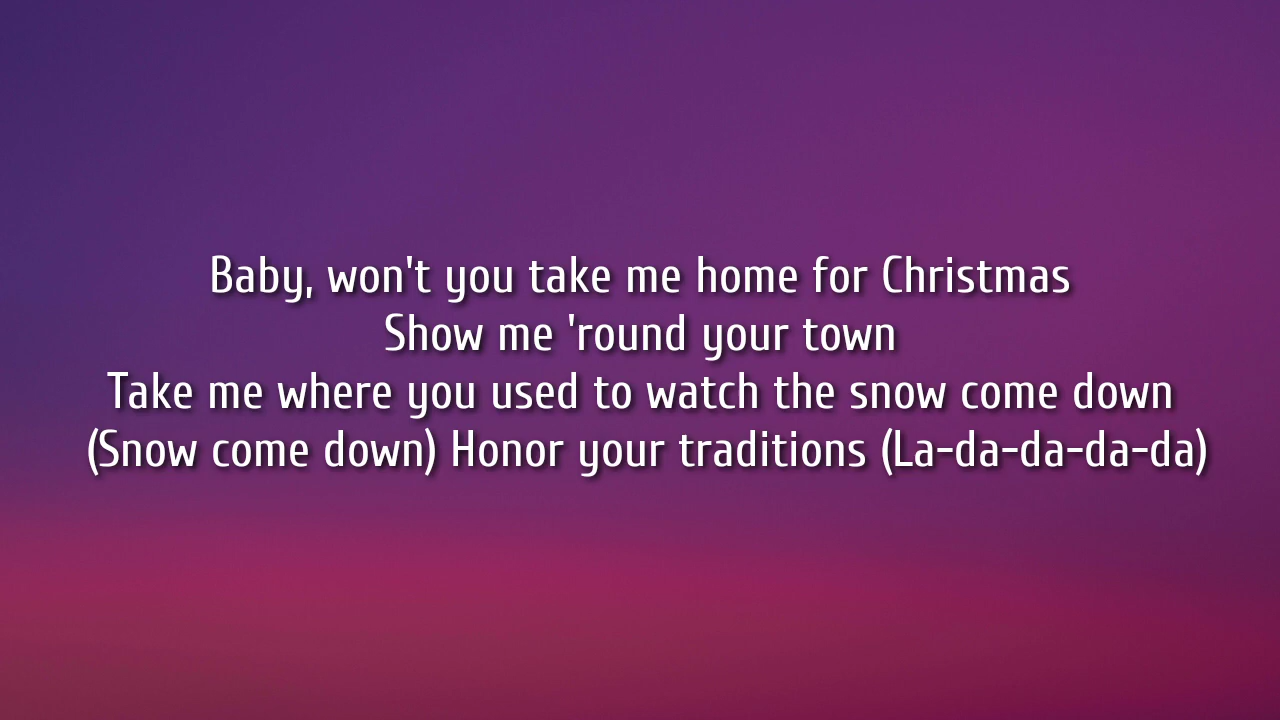 Baby, won't you take me home for Christmas
Show me 'round your town
Take me where you used to watch the snow come down
(Snow come down) Honor your traditions (La-da-da-da-da)